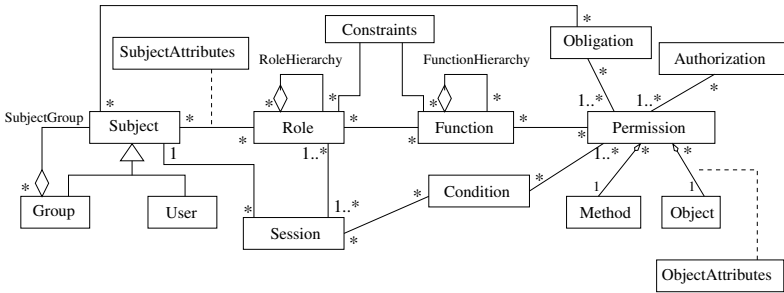 Constraints
SubjectAttributes
RoleHierarchy
FunctionHierarchy
*
Obligation
Authorization
*
*
*
*
*
*
*
*
*
1..*
1..*
SubjectGroup
Subject
*
*
Role
*
*
Function
*
*
Permission
1
1..*
1..*
*
*
*
*
1..*
*
*
Condition
*
1
1
Group
User
Session
*
Method
Object
ObjectAttributes